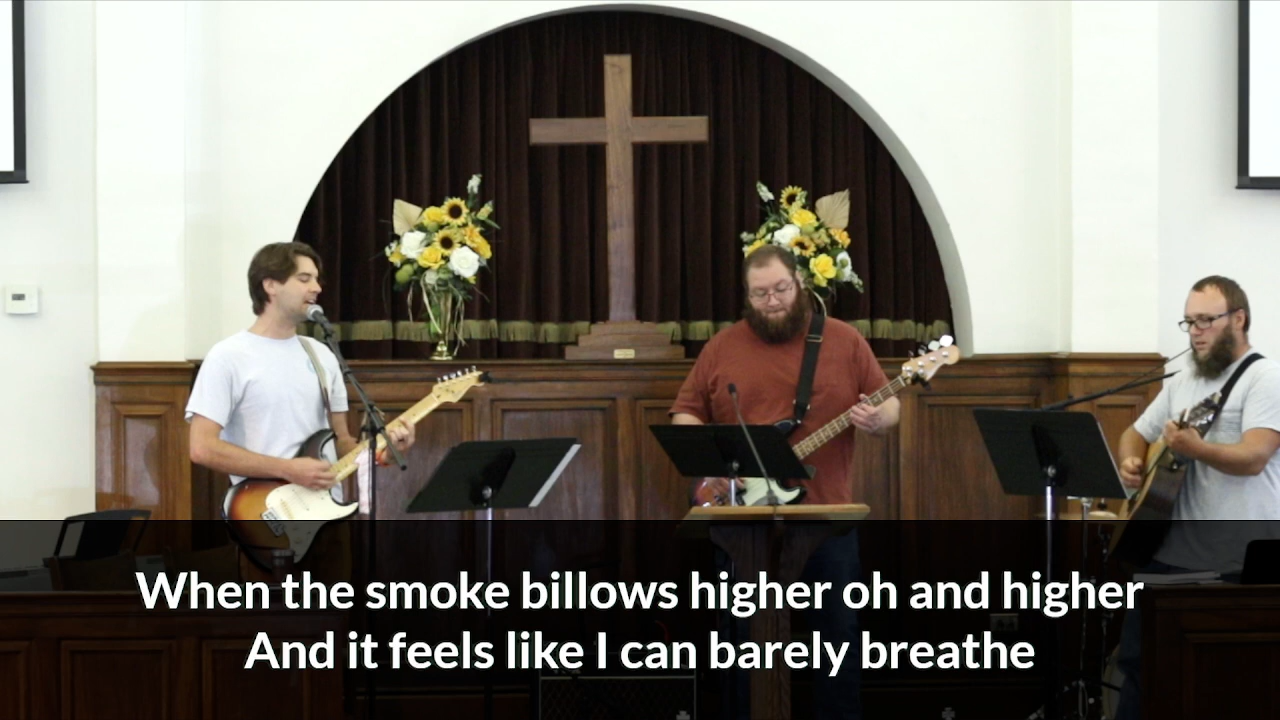 When the smoke billows higher oh and higher
And it feels like I can barely breathe